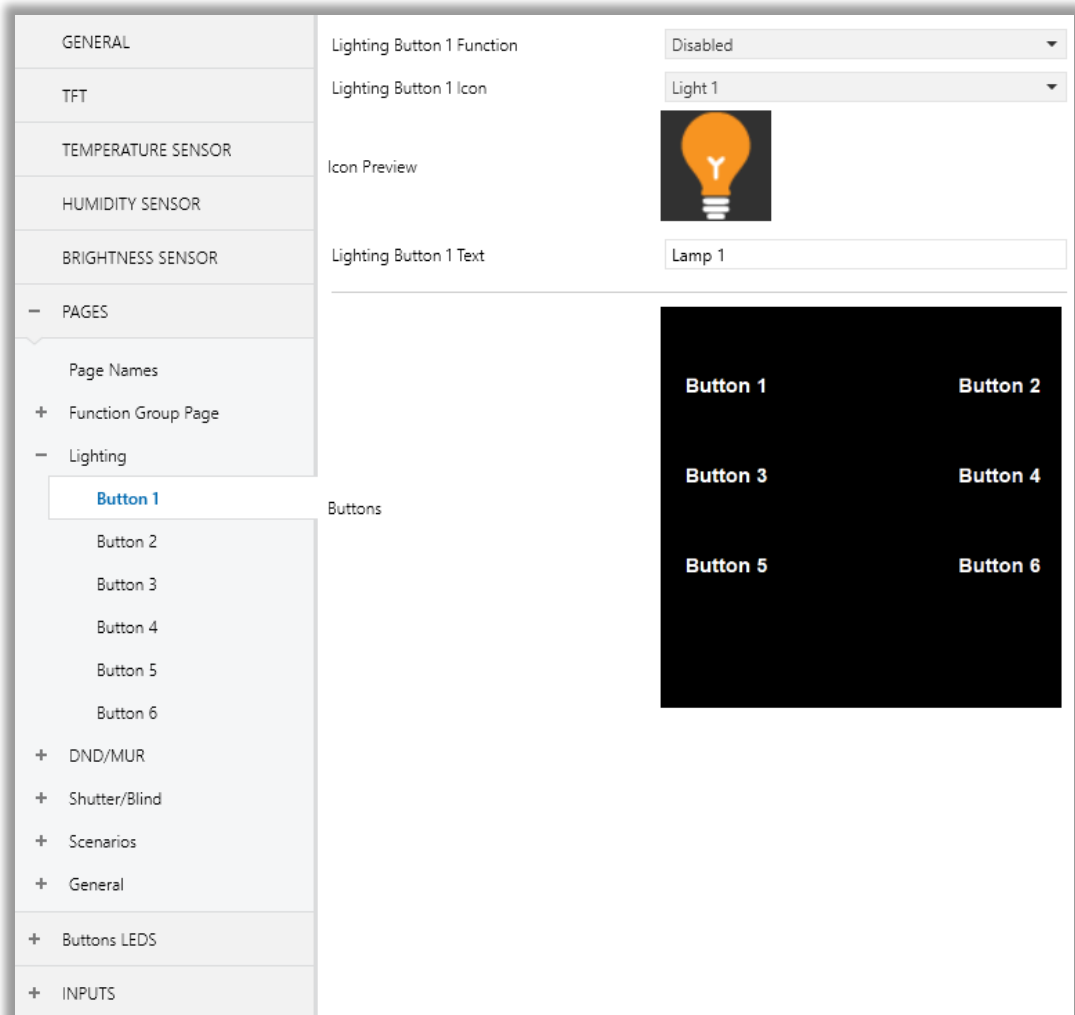 GENERAL
TFT
TEMPERATURE SENSOR
HUMIDITY SENSOR
BRIGHTNESS SENSOR
PAGES
Page Names
Function Group Page
Lighting
Button 1
Button 2
Button 3
Button 4
Button 5
Button 6
DND/MUR
Shutter/Blind
Scenarios
General
Buttons LEDS
INPUTS
Lighting Button 1 Function Disabled
Lighting Button 1 Icon Light 1
Icon Preview
Lighting Button 1 Text Lamp 1
Buttons
Button 1 Button 2
Button 3 Button 4
Button 5 Button 6